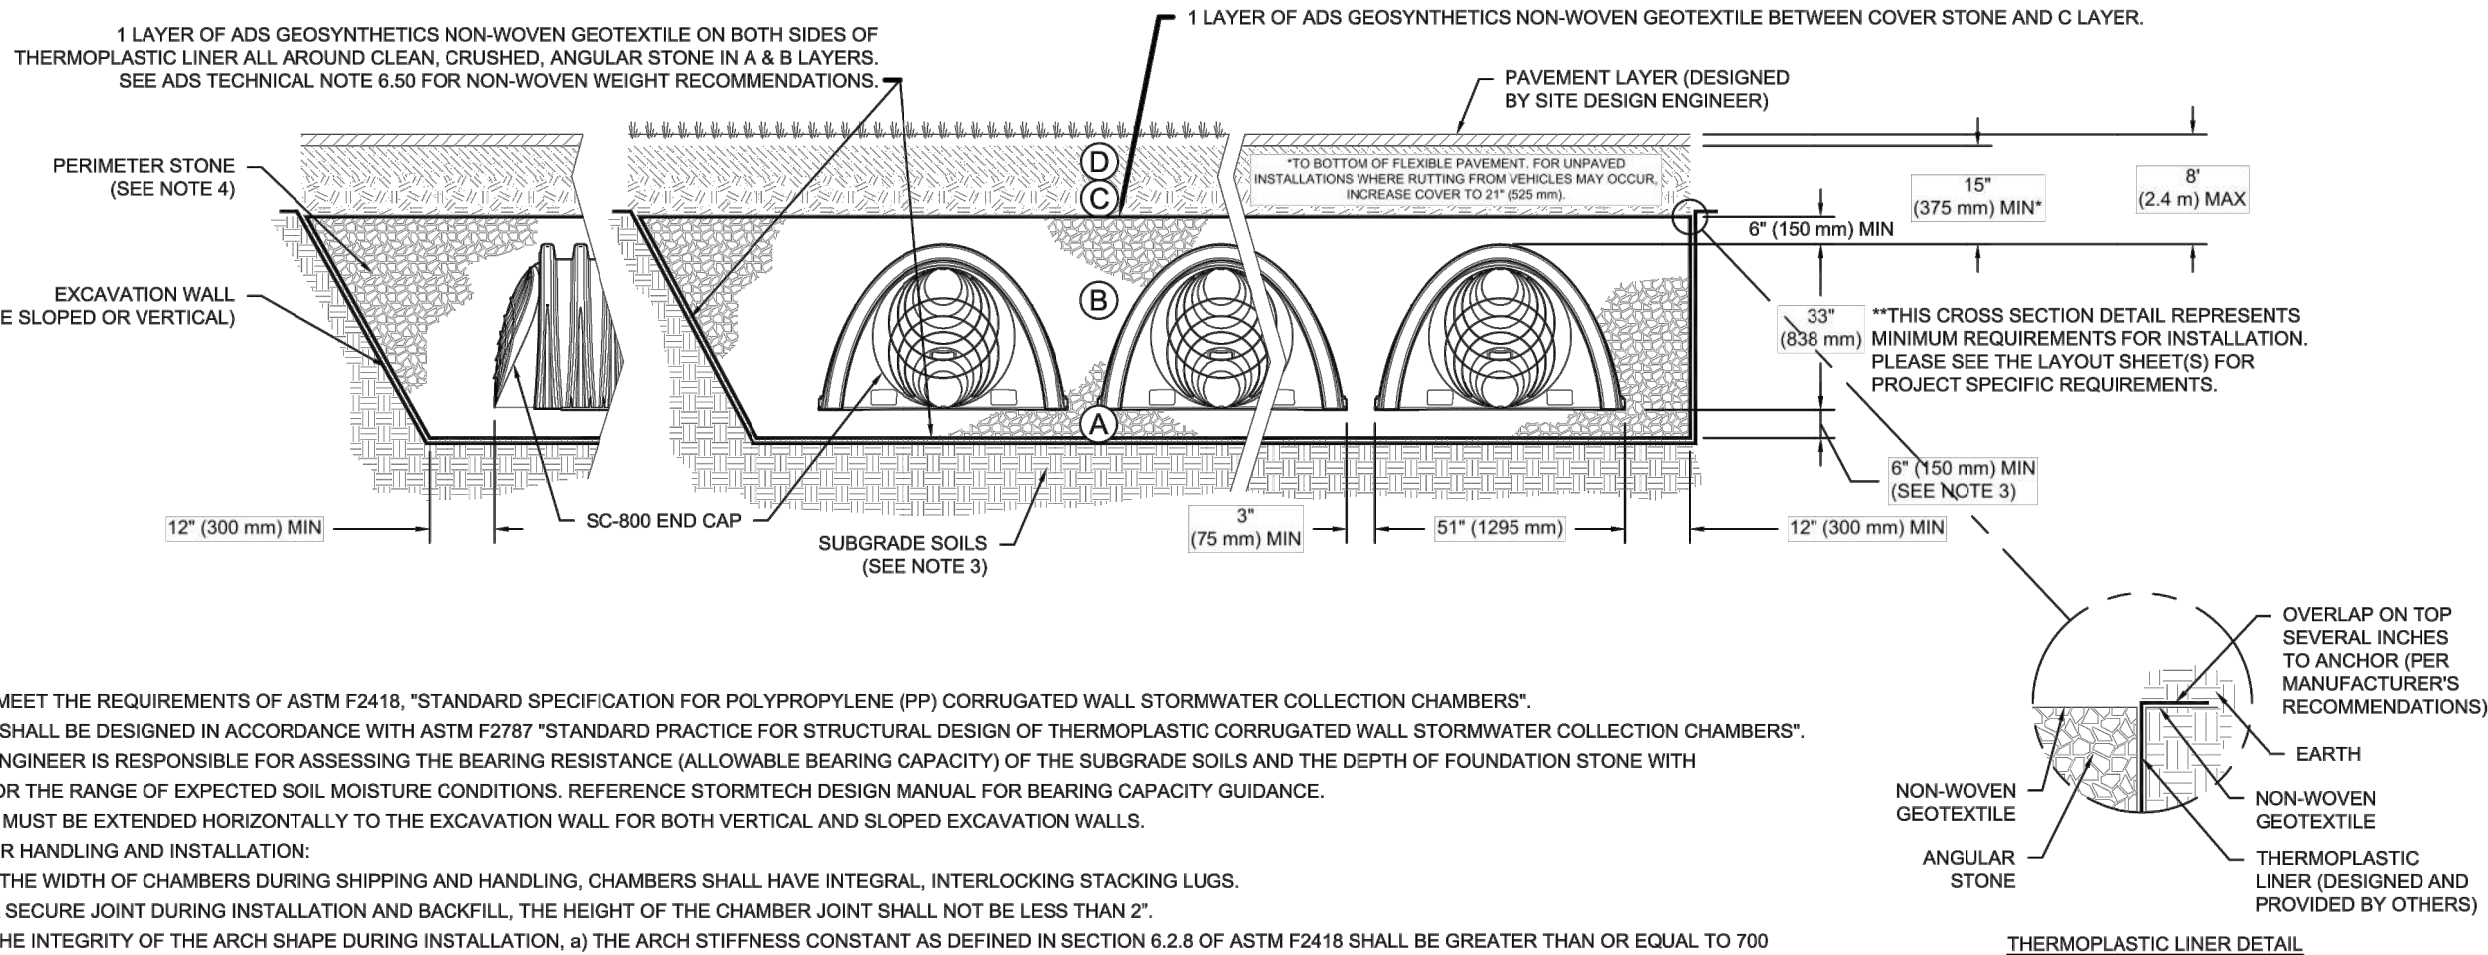 1 LAYER OF ADS GEOSYNTHETICS NON-WOVEN GEOTEXTILE BETWEEN COVER STONE AND C LAYER.
1 LAYER OF ADS GEOSYNTHETICS NON-WOVEN GEOTEXTILE ON BOTH SIDES OF
THERMOPLASTIC LINER ALL AROUND CLEAN, CRUSHED, ANGULAR STONE IN A & B LAYERS.
SEE ADS TECHNICAL NOTE 6.50 FOR NON-WOVEN WEIGHT RECOMMENDATIONS.
PAVEMENT LAYER (DESIGNED
BY SITE DESIGN ENGINEER)
PERIMETER STONE
(SEE NOTE 4)
EXCAVATION WALL
E SLOPED OR VERTICAL)
D
C
B
A
*TO BOTTOM OF FLEXIBLE PAVEMENT. FOR UNPAVED
INSTALLATIONS WHERE RUTTING FROM VEHICLES MAY OCCUR,
INCREASE COVER TO 21" (525 mm).
6" (150 mm) MIN
15"
(375 mm) MIN*
8'
(2.4 m) MAX
33"
(838 mm)
**THIS CROSS SECTION DETAIL REPRESENTS
MINIMUM REQUIREMENTS FOR INSTALLATION.
PLEASE SEE THE LAYOUT SHEET(S) FOR
PROJECT SPECIFIC REQUIREMENTS.
6" (150 mm) MIN
(SEE NOTE 3)
12" (300 mm) MIN
SC-800 END CAP
SUBGRADE SOILS
(SEE NOTE 3)
3"
(75 mm) MIN
51" (1295 mm)
12" (300 mm) MIN
OVERLAP ON TOP
SEVERAL INCHES
TO ANCHOR (PER
MANUFACTURER'S
RECOMMENDATIONS)
EARTH
NON-WOVEN
GEOTEXTILE
NON-WOVEN
GEOTEXTILE
ANGULAR
STONE
THERMOPLASTIC
LINER (DESIGNED AND
PROVIDED BY OTHERS)
THERMOPLASTIC LINER DETAIL
MEET THE REQUIREMENTS OF ASTM F2418, "STANDARD SPECIFICATION FOR POLYPROPYLENE (PP) CORRUGATED WALL STORMWATER COLLECTION CHAMBERS".
SHALL BE DESIGNED IN ACCORDANCE WITH ASTM F2787 "STANDARD PRACTICE FOR STRUCTURAL DESIGN OF THERMOPLASTIC CORRUGATED WALL STORMWATER COLLECTION CHAMBERS".
NGINEER IS RESPONSIBLE FOR ASSESSING THE BEARING RESISTANCE (ALLOWABLE BEARING CAPACITY) OF THE SUBGRADE SOILS AND THE DEPTH OF FOUNDATION STONE WITH
OR THE RANGE OF EXPECTED SOIL MOISTURE CONDITIONS. REFERENCE STORMTECH DESIGN MANUAL FOR BEARING CAPACITY GUIDANCE.
MUST BE EXTENDED HORIZONTALLY TO THE EXCAVATION WALL FOR BOTH VERTICAL AND SLOPED EXCAVATION WALLS.
R HANDLING AND INSTALLATION:
THE WIDTH OF CHAMBERS DURING SHIPPING AND HANDLING, CHAMBERS SHALL HAVE INTEGRAL, INTERLOCKING STACKING LUGS.
SECURE JOINT DURING INSTALLATION AND BACKFILL, THE HEIGHT OF THE CHAMBER JOINT SHALL NOT BE LESS THAN 2”.
HE INTEGRITY OF THE ARCH SHAPE DURING INSTALLATION, a) THE ARCH STIFFNESS CONSTANT AS DEFINED IN SECTION 6.2.8 OF ASTM F2418 SHALL BE GREATER THAN OR EQUAL TO 700